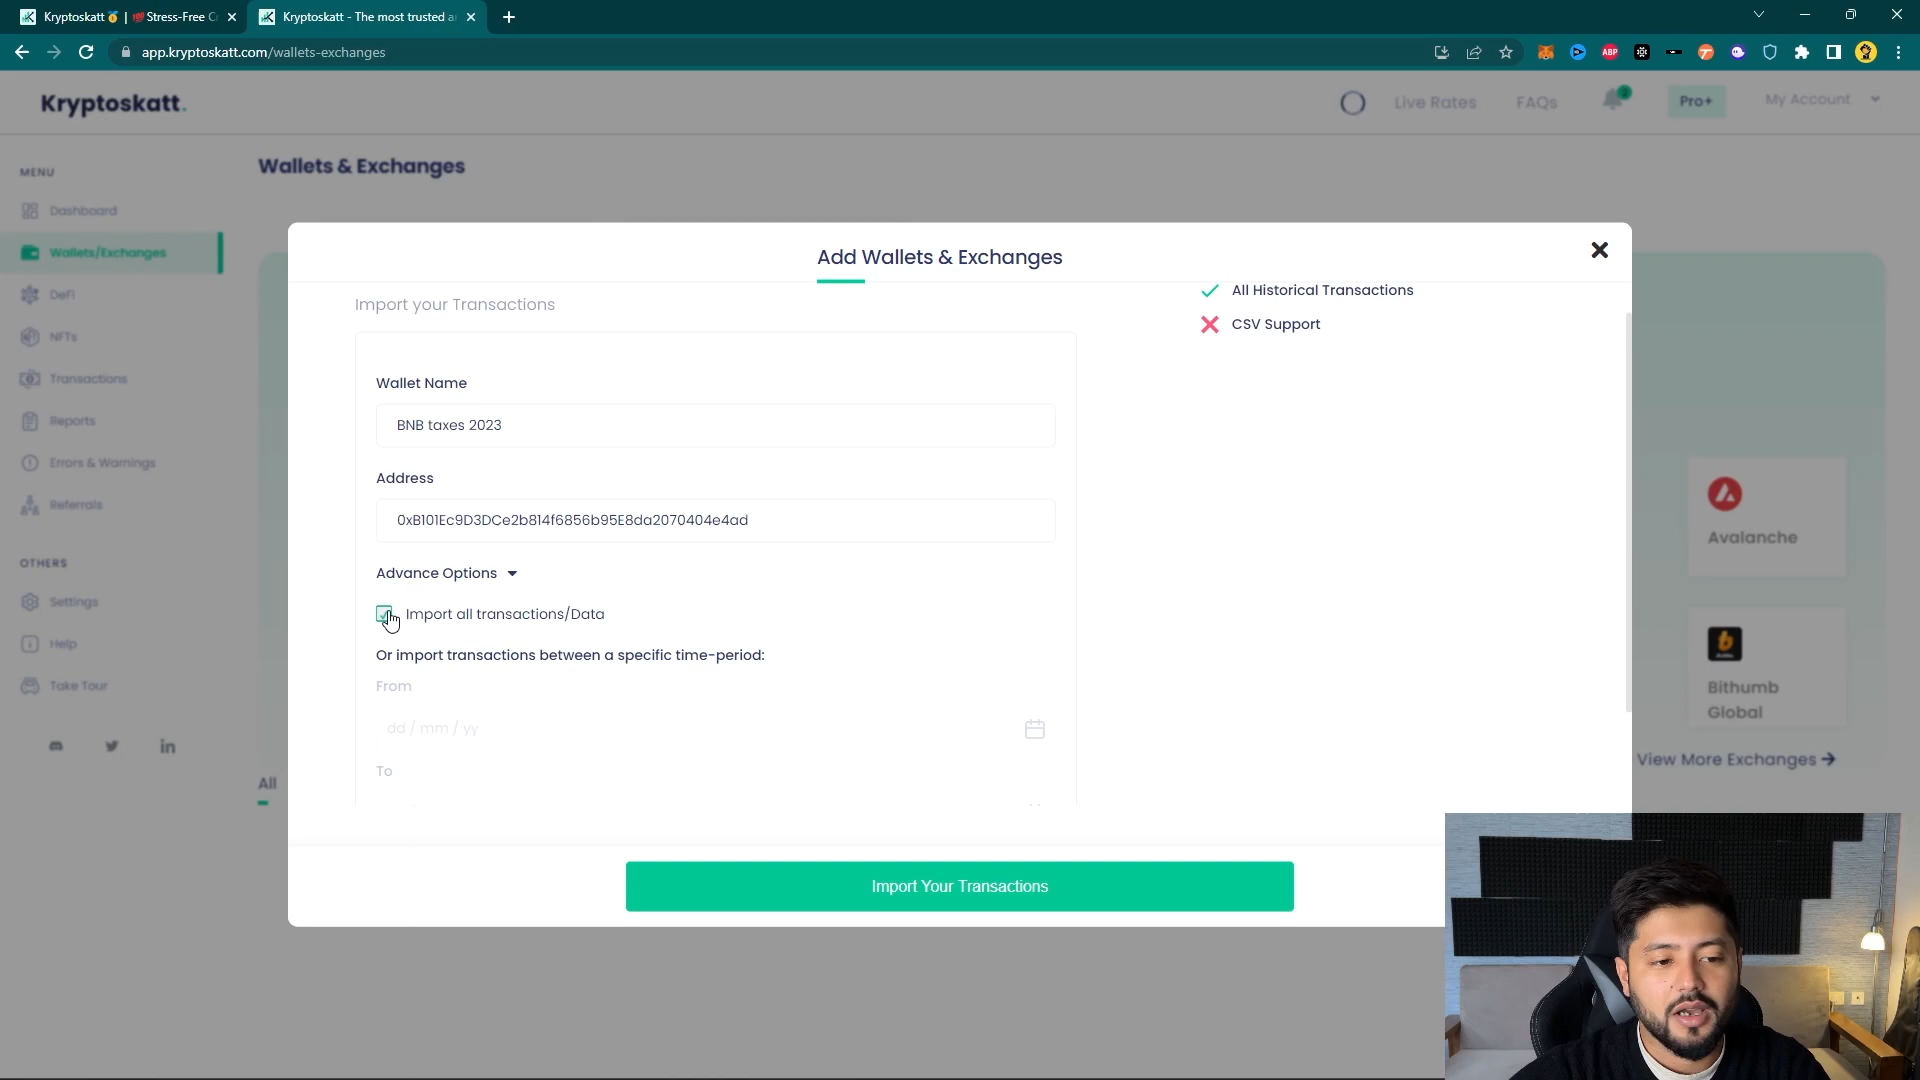 Kryptoskatt🥇 | 💯Stress-Free C
Kryptoskatt - The most trusted a
app.kryptoskatt.com/wallets-exchanges
ABP
Kryptoskatt.
Live Rates
FAQs
Pro+
My Account
MENU
Dashboard
Wallets/Exchanges
DeFi
NFTs
Transactions
Reports
Errors & Warnings
Referrals
OTHERS
Settings
Help
Take Tour
in
Wallets & Exchanges
Add Wallets & Exchanges
Import your Transactions
All Historical Transactions
CSV Support
Wallet Name
BNB taxes 2023
Address
0xB101Ec9D3DCe2b814f6856b95E8da2070404e4ad
Advance Options
Import all transactions/Data
Or import transactions between a specific time-period:
From
dd / mm / yy
To
Import Your Transactions
All
Avalanche
Bithumb
Global
View More Exchanges